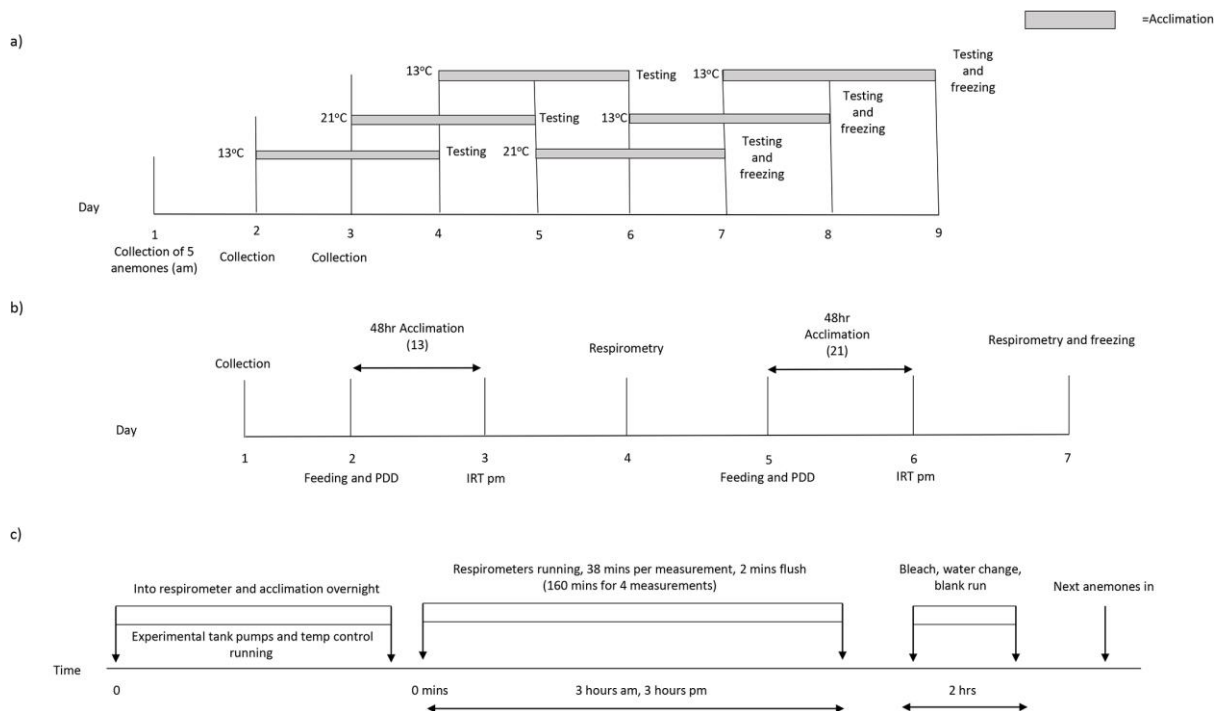 =Acclimation
a)
Testing
and
freezing
13°C
Testing
13°C
Testing
and
freezing
21°C
Testing
13°C
Testing
and
freezing
13°C
Testing
21°C
Day
1
2
3
4
5
6
7
8
9
Collection of 5
anemones (am)
Collection
Collection
b)
48hr Acclimation
(13)
48hr
Acclimation
(21)
Collection
Respirometry
Respirometry and freezing
Day
1
2
3
4
5
6
7
Feeding and PDD
IRT pm
Feeding and PDD
IRT pm
c)
Into respirometer and acclimation overnight
Respirometers running, 38 mins per measurement, 2 mins flush
(160 mins for 4 measurements)
Bleach, water change,
blank run
Next anemones in
Experimental tank pumps and temp control
running
Time
0
0 mins
3 hours am, 3 hours pm
2 hrs